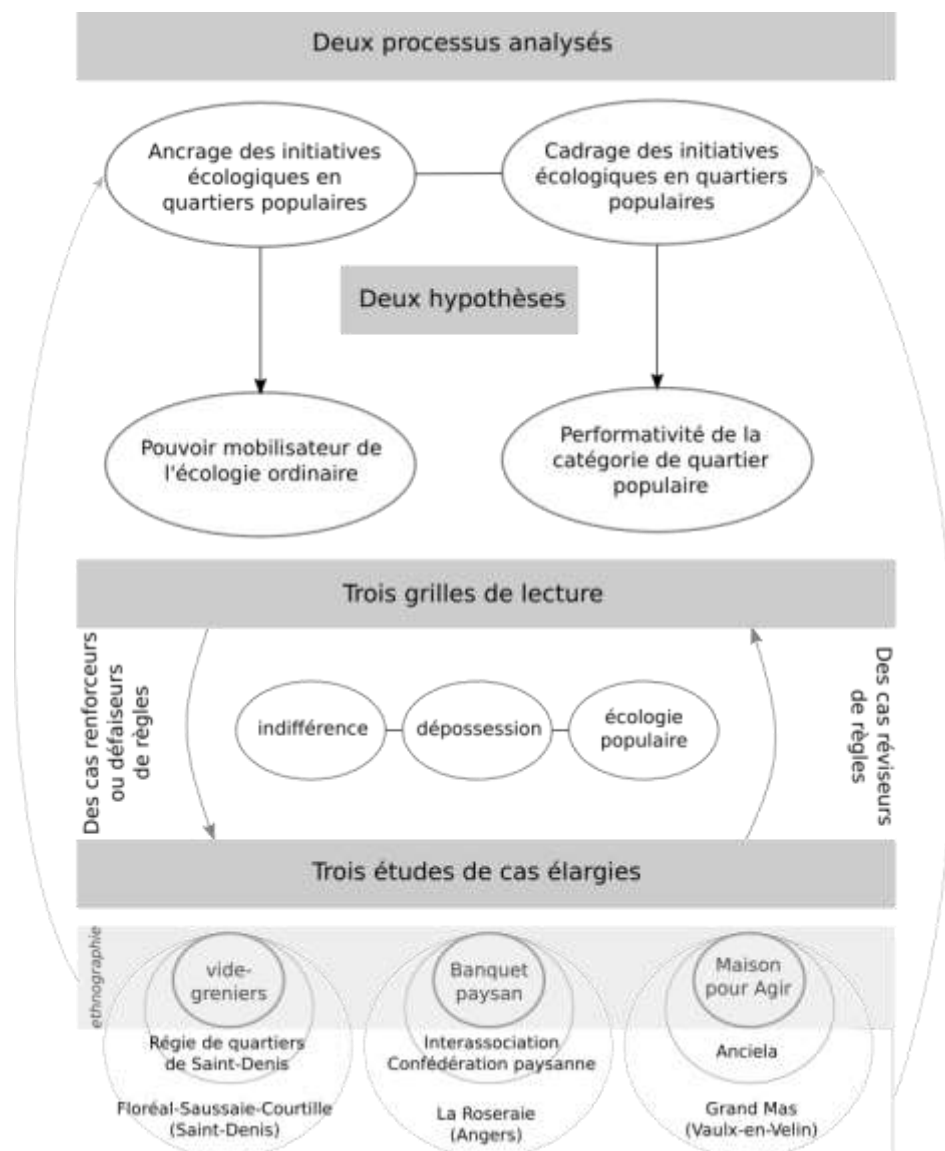 Deux processus analysés
Ancrage des initiatives
écologiques en
quartiers populaires
Cadrage des initiatives
écologiques en quartiers
populaires
Deux hypothèses
Pouvoir mobilisateur de
l'écologie ordinaire
Performativité de la
catégorie de quartier
populaire
Trois grilles de lecture
Des cas renforceurs
ou défaiseurs
de règles
indifférence
dépossession
écologie
populaire
Des cas réviseurs
de règles
Trois études de cas élargies
ethnographie
vide-
greniers
Régie de quartiers
de Saint-Denis
Floréal-Saussaie-Courtille
(Saint-Denis)
Banquet
paysan
Interassociation
Confédération paysanne
La Roseraie
(Angers)
Maison
pour Agir
Anciela
Grand Mas
(Vaulx-en-Velin)